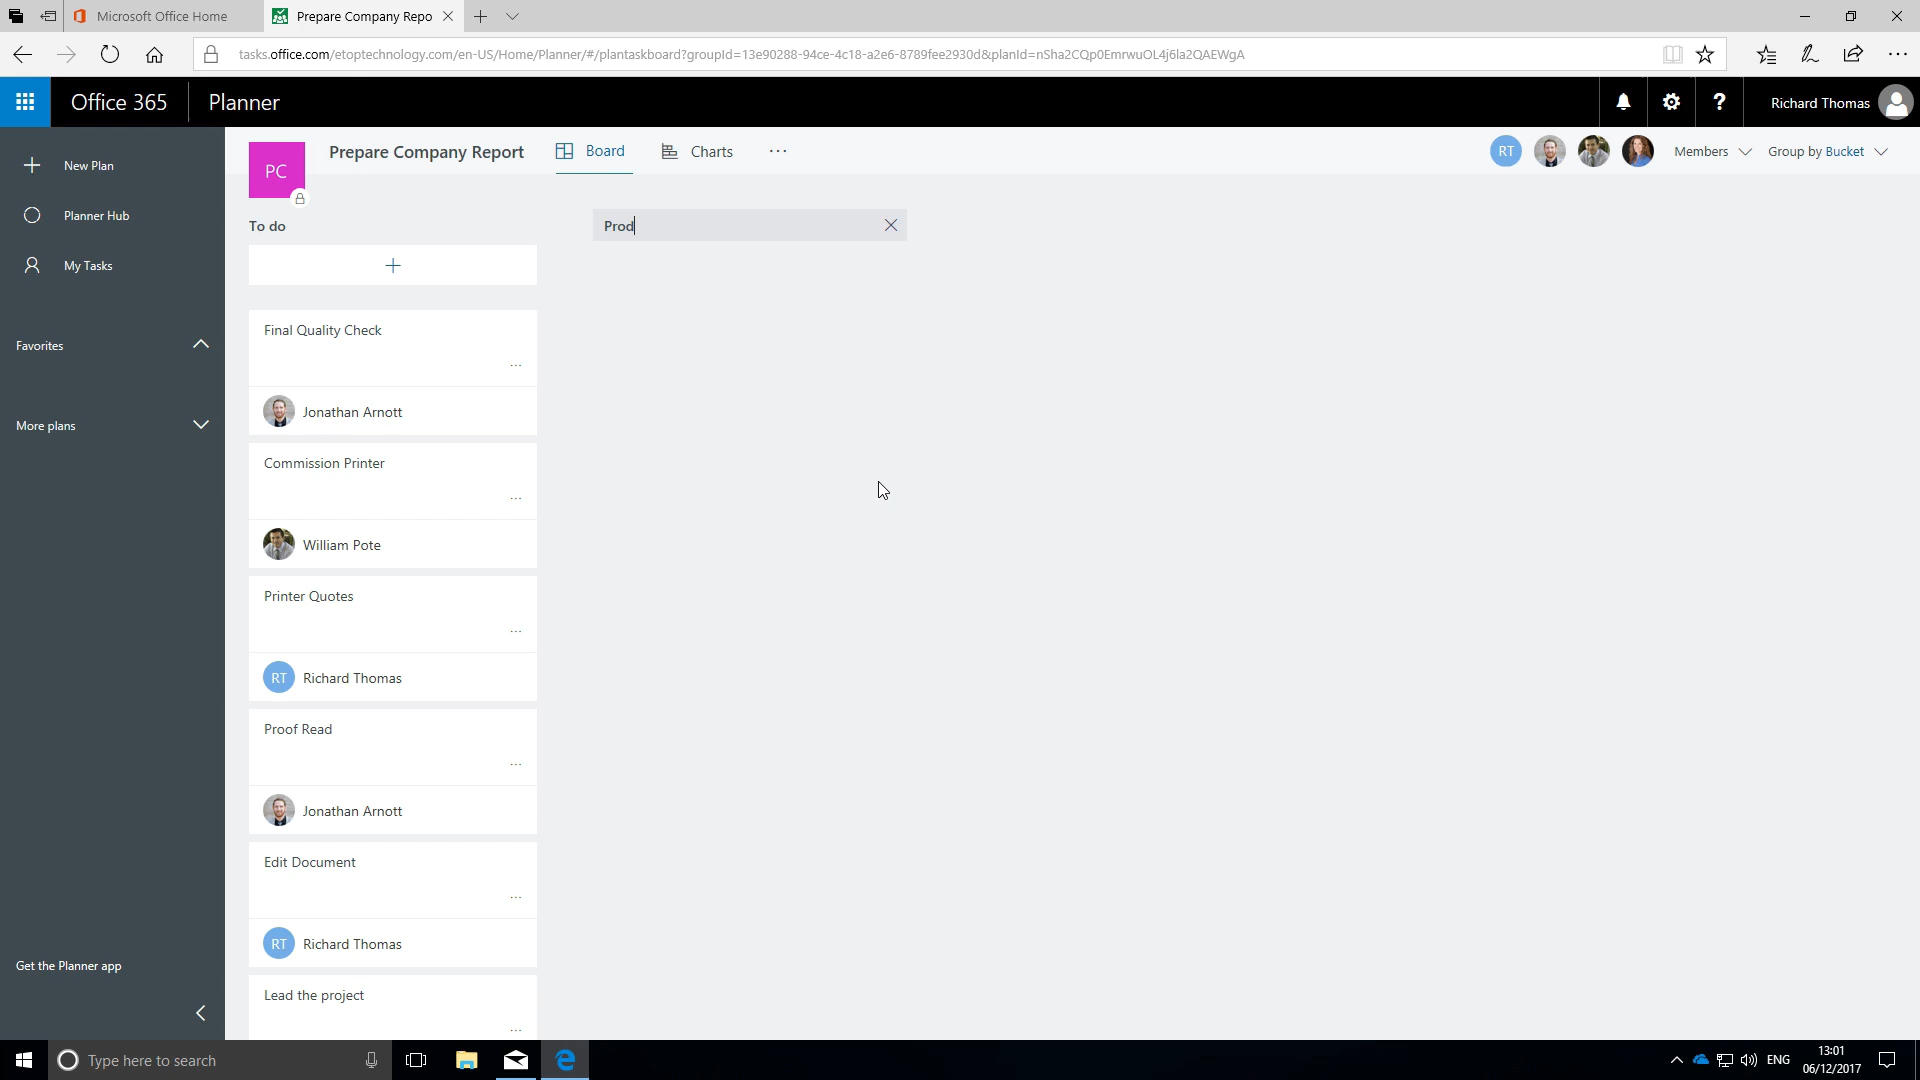 Microsoft Office Home
Prepare Company Repo
tasks.office.com/etoptechnology.com/en-US/Home/Planner/#/plantaskboard?groupId=13e90288-94ce-4c18-a2e6-8789fee2930d&planId=nSha2CQp0EmrwuOL4j6la2QAEWgA
Office 365
Planner
?
Richard Thomas
New Plan
Planner Hub
My Tasks
Favorites
More plans
Get the Planner app
PC
Prepare Company Report
Board
Charts
...
RT
Members
Group by Bucket
To do
Prod
Final Quality Check
...
Jonathan Arnott
Commission Printer
...
William Pote
Printer Quotes
...
RT
Richard Thomas
Proof Read
...
Jonathan Arnott
Edit Document
...
RT
Richard Thomas
Lead the project
...
Type here to search
ENG
13:01
06/12/2017